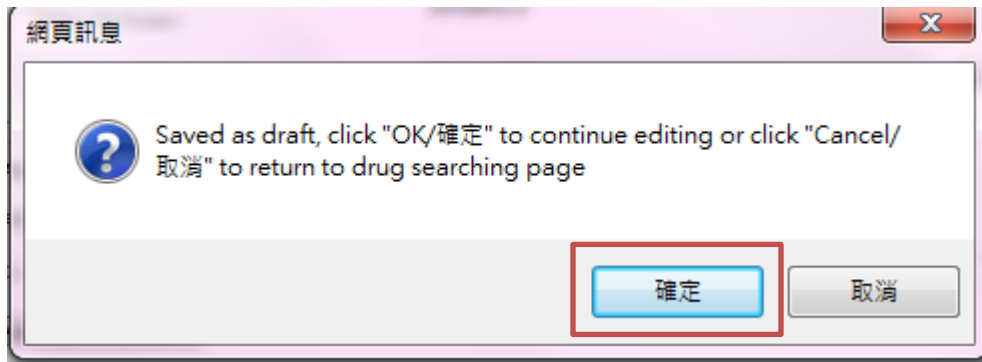 網頁訊息
Saved as draft, click "OK/確定" to continue editing or click "Cancel/
取消" to return to drug searching page
確定
取消